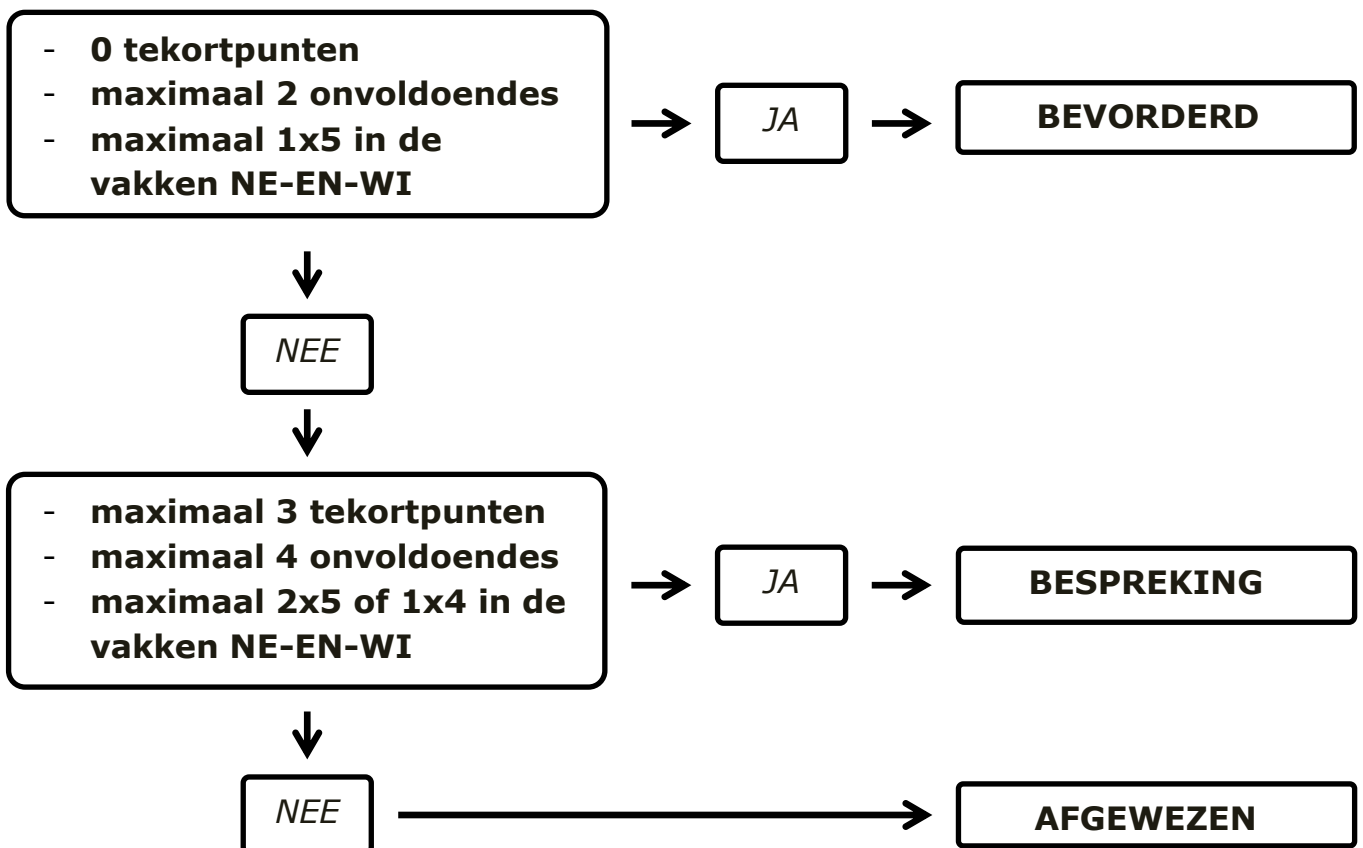 - 0 tekortpunten
- maximaal 2 onvoldoendes
- maximaal 1x5 in de
vakken NE-EN-WI
JA
BEVORDERD
NEE
- maximaal 3 tekortpunten
- maximaal 4 onvoldoendes
- maximaal 2x5 of 1x4 in de
vakken NE-EN-WI
JA
BESPREKING
NEE
AFGEWEZEN